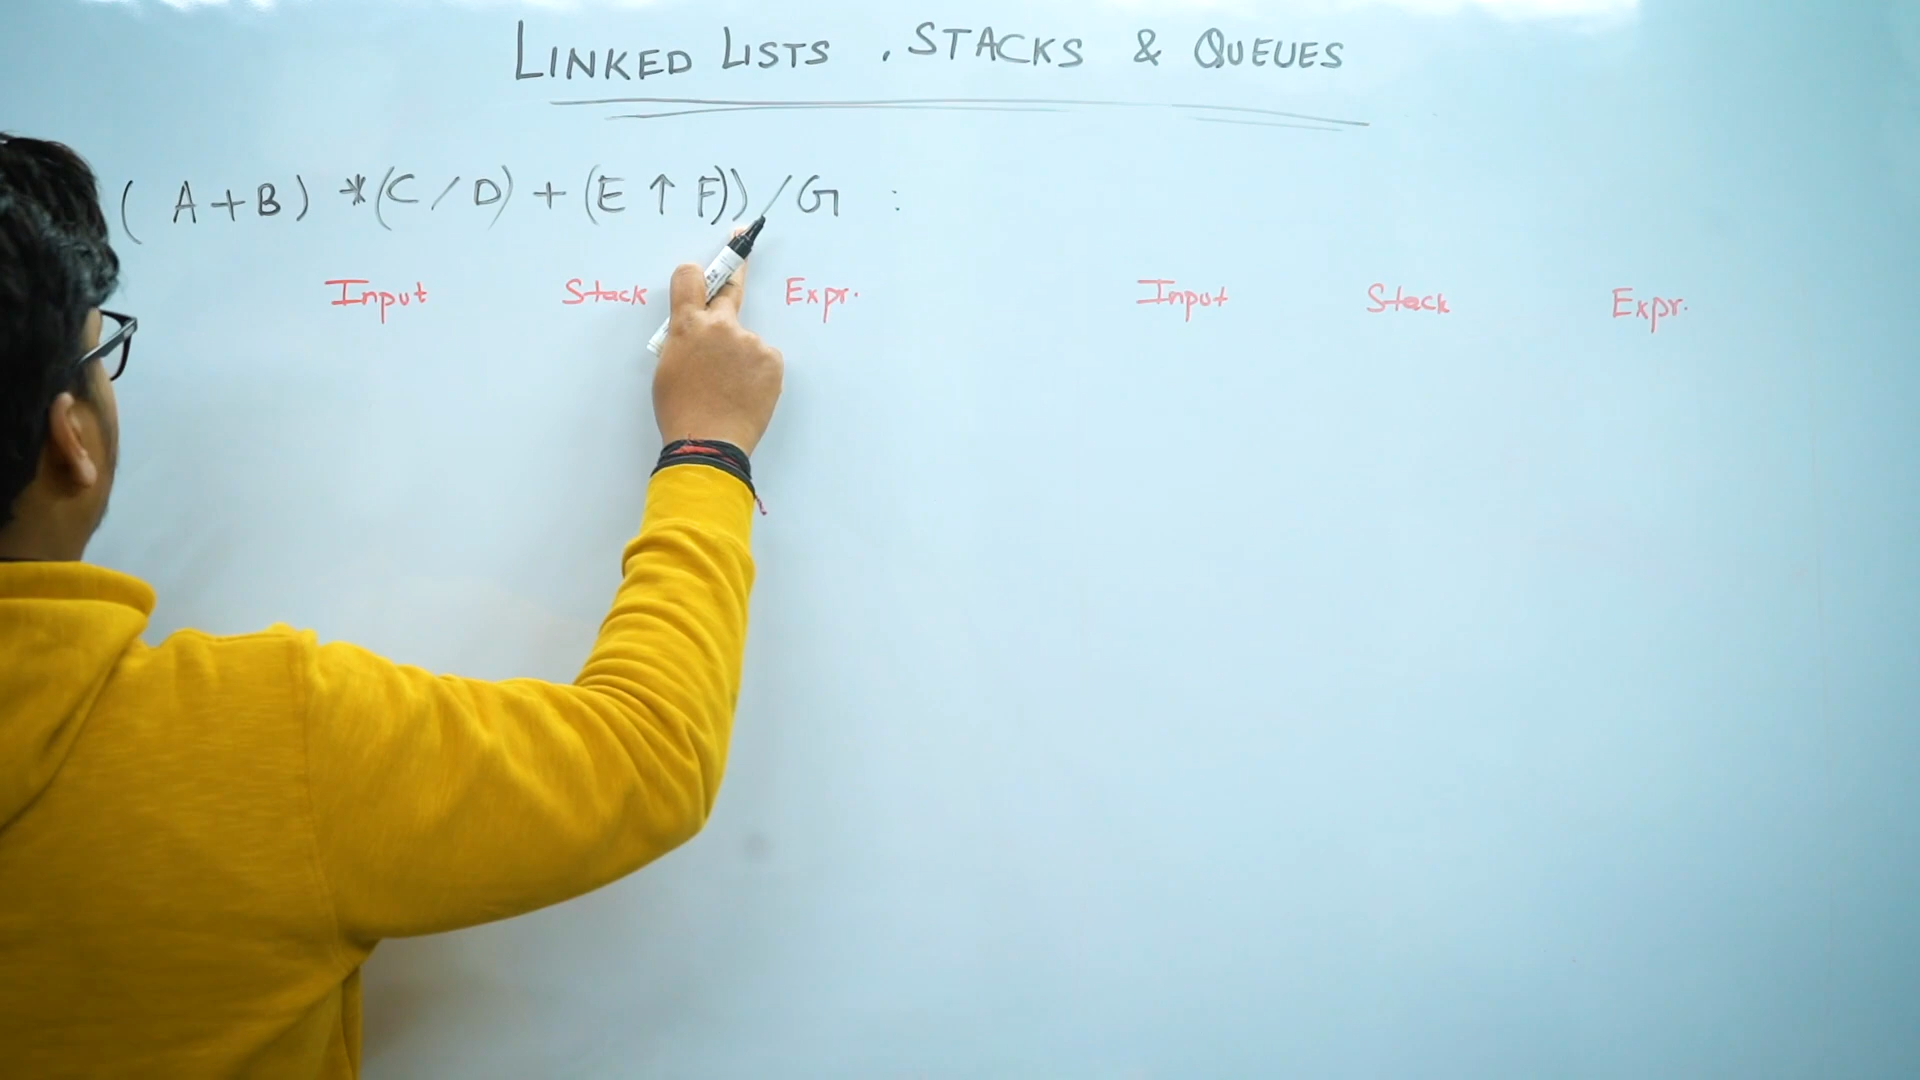 LINKED LISTS , STACKS & QUEUES
( A+B) *(C/D) + (E ↑ F))/G :
Input Stack Expr. Input Stack Expr.